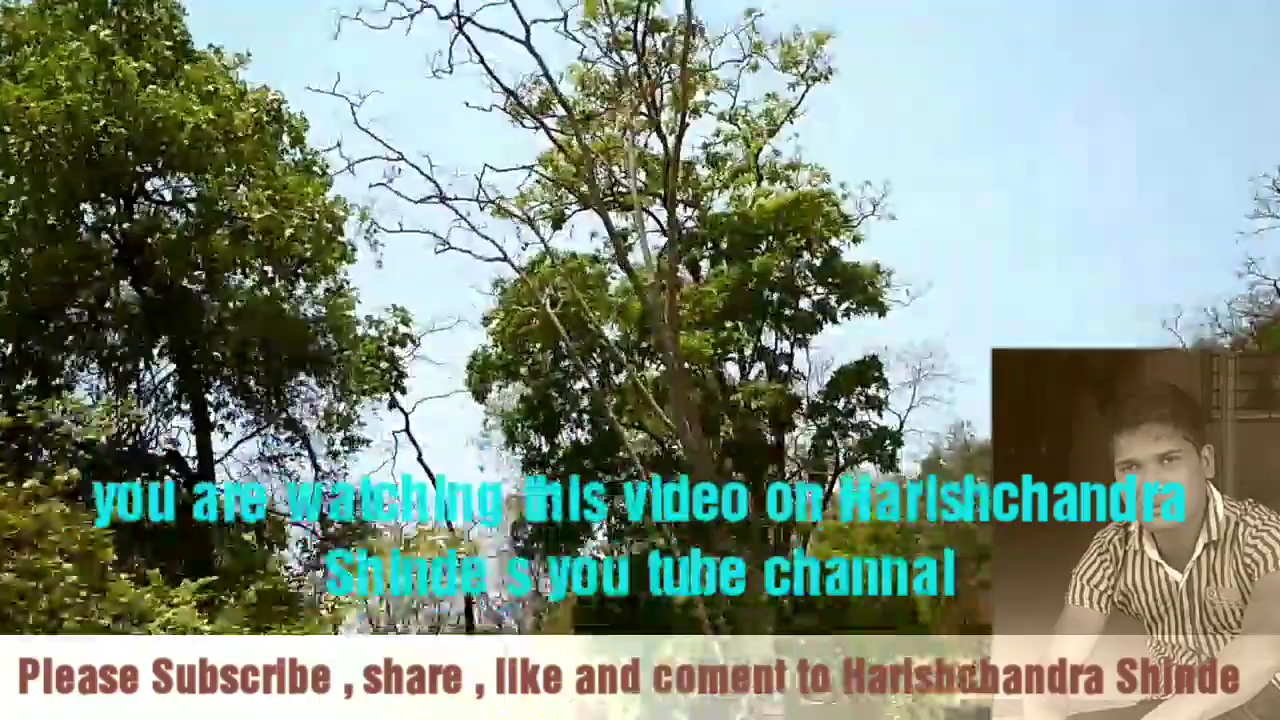 you are watching this video on Harishchandra
Shinde s you tube channal
Please Subscribe , share , like and coment to Harishchandra Shinde